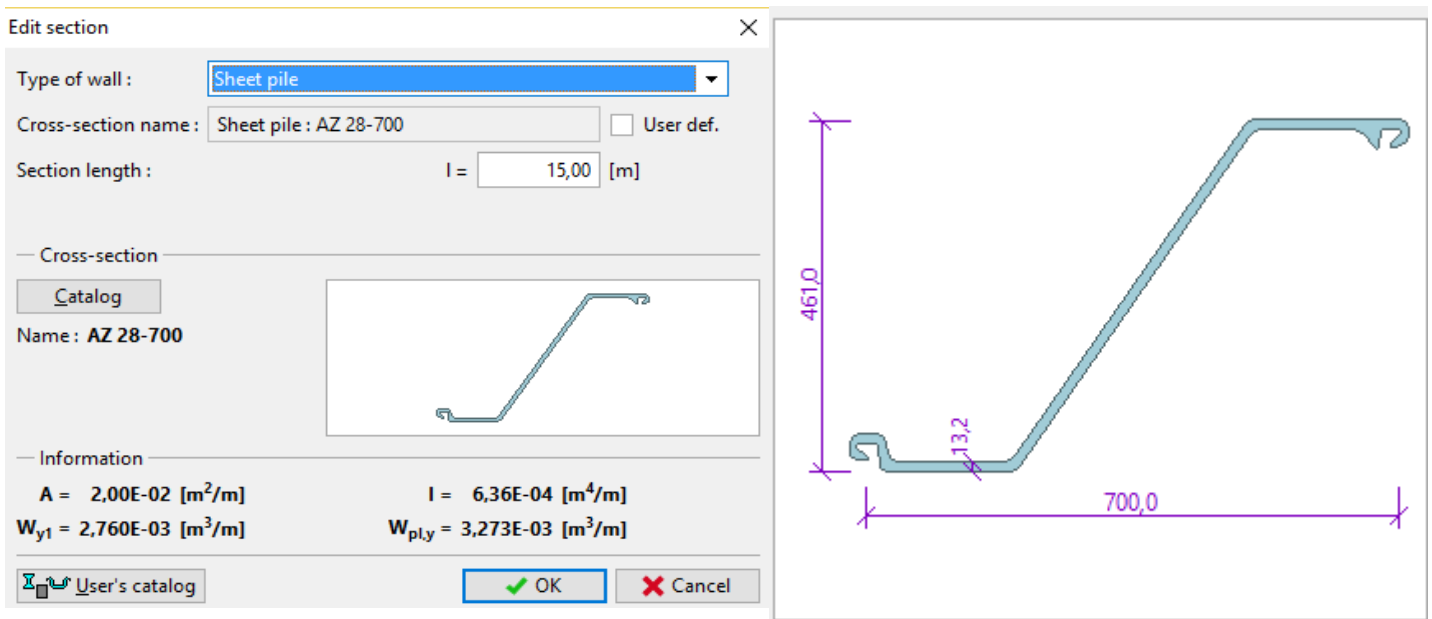 Edit section
Type of wall : Sheet pile
Cross-section name : Sheet pile : AZ 28-700 User def.
Section length : l = 15,00 [m]
Cross-section
Catalog
Name : AZ 28-700
Information
A = 2,00E-02 [m²/m] I = 6,36E-04 [m⁴/m]
Wy1 = 2,760E-03 [m³/m] Wpl,y = 3,273E-03 [m³/m]
User's catalog OK Cancel
461,0
13,2
700,0